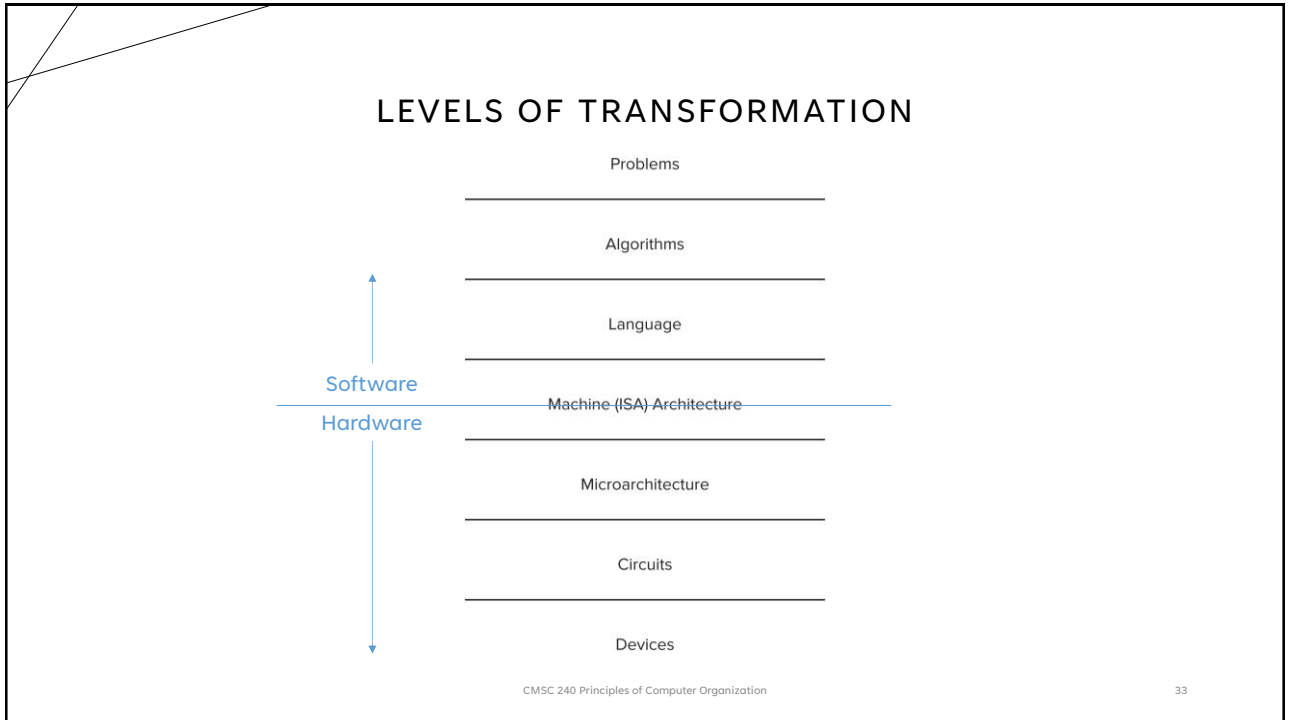 LEVELS OF TRANSFORMATION
Problems
Algorithms
Language
Software
Machine (ISA) Architecture
Hardware
Microarchitecture
Circuits
Devices
CMSC 240 Principles of Computer Organization
33